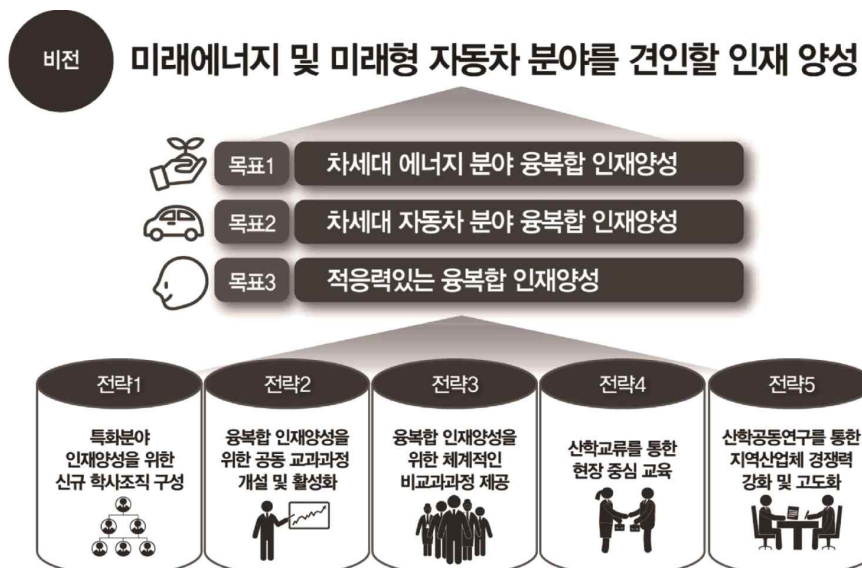 비전
미래에너지 및 미래형 자동차 분야를 견인할 인재 양성
목표1
차세대 에너지 분야 융복합 인재양성
목표2
차세대 자동차 분야 융복합 인재양성
목표3
적응력있는 융복합 인재양성
전략1
특화분야
인재양성을 위한
신규 학사조직 구성
전략2
융복합 인재양성을
위한 공동 교과과정
개설 및 활성화
전략3
융복합 인재양성을
위한 체계적인
비교과과정 제공
전략4
산학교류를 통한
현장 중심 교육
전략5
산학공동연구를 통한
지역산업체 경쟁력
강화 및 고도화